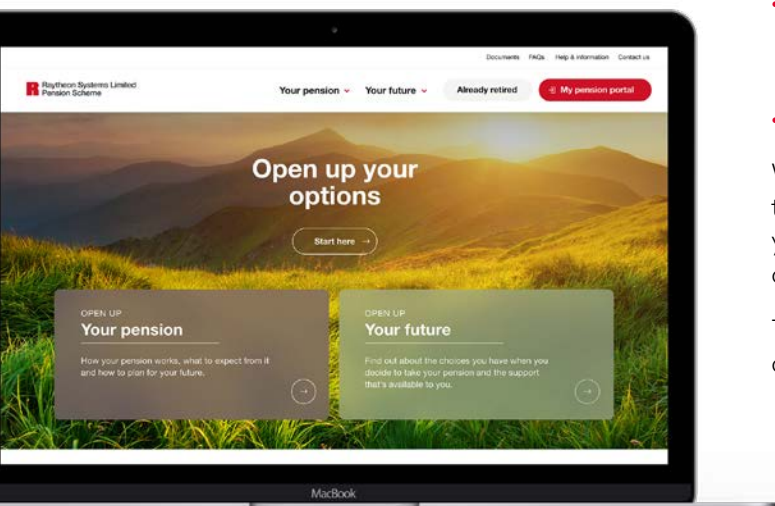 Documents FAQs Help & information Contact us
R Raytheon Systems Limited
Pension Scheme
Your pension Your future Already retired My pension portal
Open up your
options
Start here →
OPEN UP
Your pension
How your pension works, what to expect from it
and how to plan for your future.
→
OPEN UP
Your future
Find out about the choices you have when you
decide to take your pension and the support
that's available to you.
→
MacBook